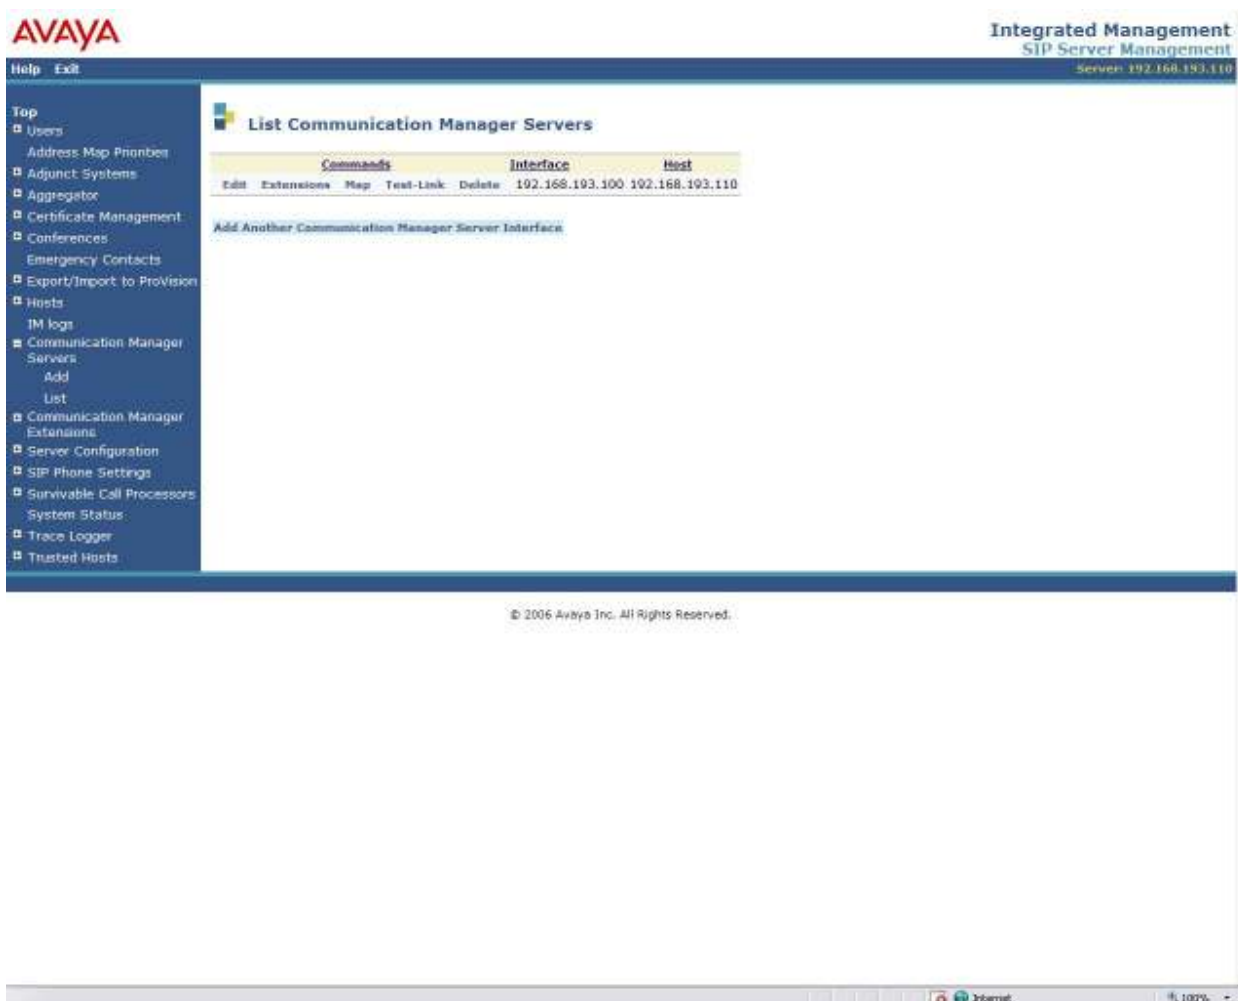 AVAYA
Integrated Management
SIP Server Management
Help Exit
Server: 192.168.193.110
Top
Users
Address Map Priorities
Adjunct Systems
Aggregator
Certificate Management
Conferences
Emergency Contacts
Export/Import to ProVision
Hosts
IM logs
Communication Manager
Servers
Add
List
Communication Manager
Extensions
Server Configuration
SIP Phone Settings
Survivable Call Processors
System Status
Trace Logger
Trusted Hosts
List Communication Manager Servers
Commands Interface Host
Edit Extensions Map Test-Link Delete 192.168.193.100 192.168.193.110
Add Another Communication Manager Server Interface
© 2006 Avaya Inc. All Rights Reserved.
Internet
100%